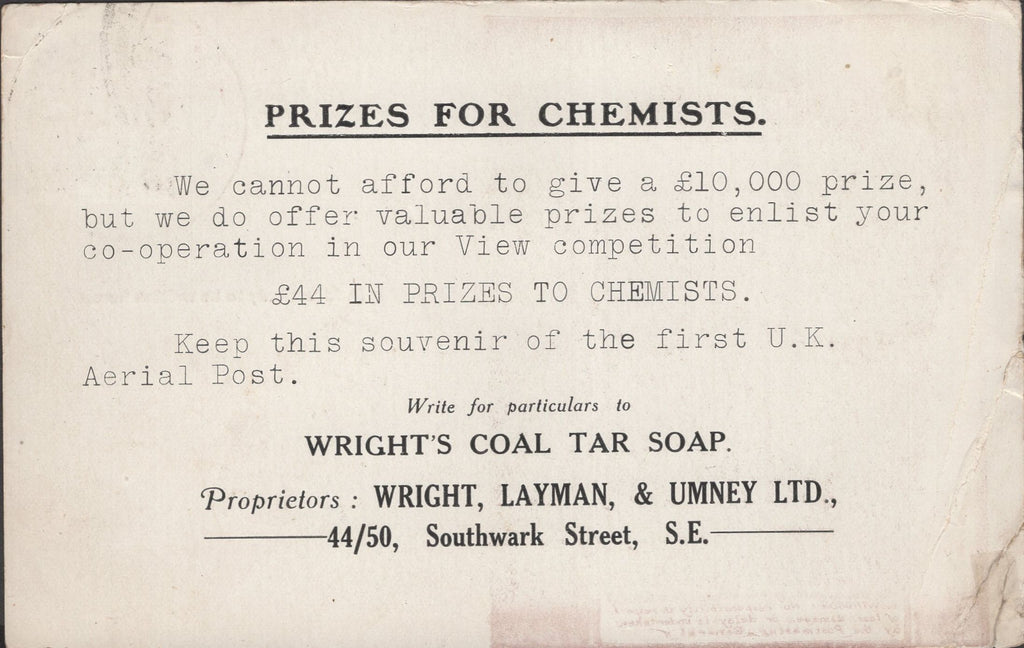 PRIZES FOR CHEMISTS.
We cannot afford to give a £10,000 prize,
but we do offer valuable prizes to enlist your
co-operation in our View competition
£44 IN PRIZES TO CHEMISTS.
Keep this souvenir of the first U.K.
Aerial Post.
Write for particulars to
WRIGHT'S COAL TAR SOAP.
Proprietors : WRIGHT, LAYMAN, & UMNEY LTD.,
44/50, Southwark Street, S.E.